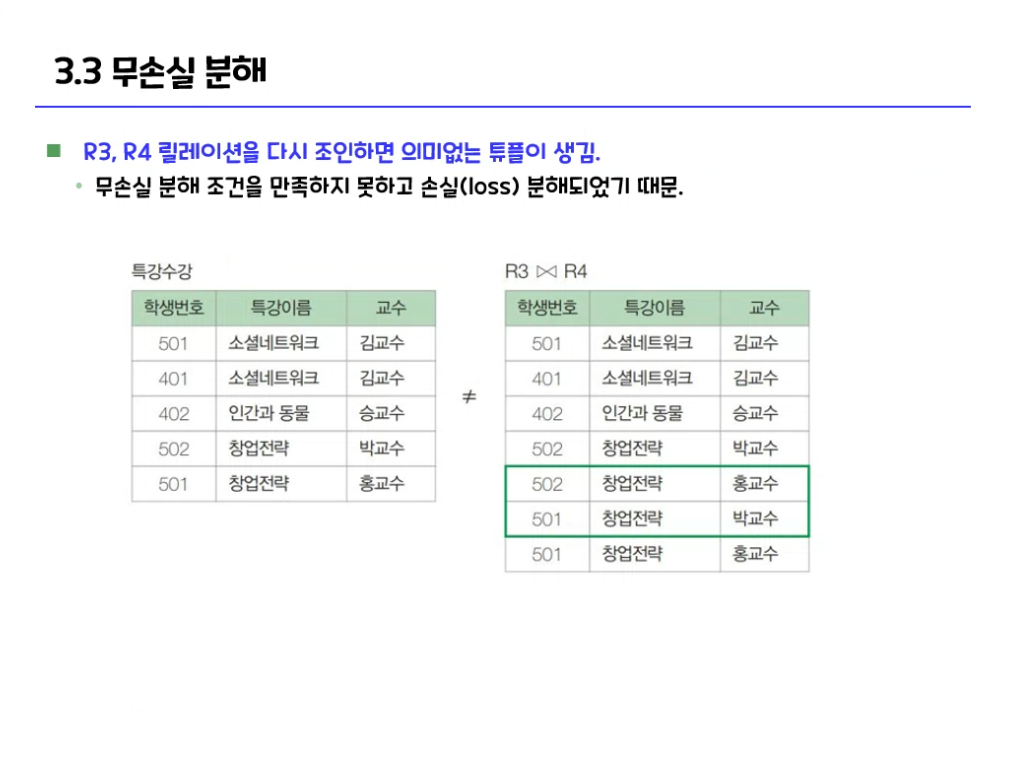 3.3 무손실 분해
■ R3, R4 릴레이션을 다시 조인하면 의미없는 튜플이 생김.
• 무손실 분해 조건을 만족하지 못하고 손실(loss) 분해되었기 때문.
특강수강
학생번호 특강이름 교수
501 소셜네트워크 김교수
401 소셜네트워크 김교수
402 인간과 동물 승교수
502 창업전략 박교수
501 창업전략 홍교수
≠
R3 ⋈ R4
학생번호 특강이름 교수
501 소셜네트워크 김교수
401 소셜네트워크 김교수
402 인간과 동물 승교수
502 창업전략 박교수
502 창업전략 홍교수
501 창업전략 박교수
501 창업전략 홍교수